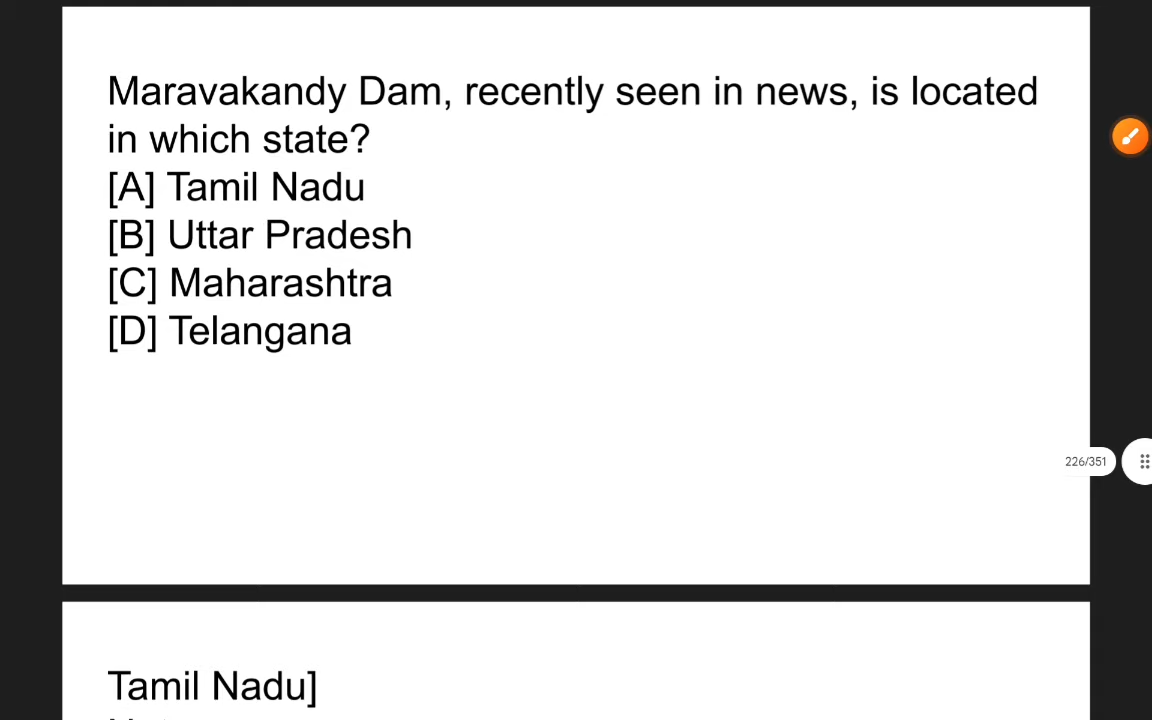 Maravakandy Dam, recently seen in news, is located
in which state?
[A] Tamil Nadu
[B] Uttar Pradesh
[C] Maharashtra
[D] Telangana
226/351
Tamil Nadu]